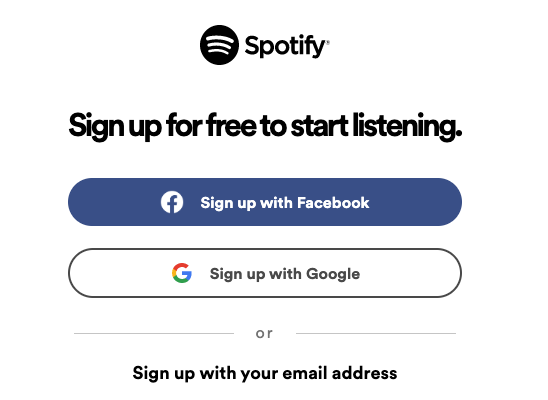 Spotify®
Sign up for free to start listening.
Sign up with Facebook
Sign up with Google
or
Sign up with your email address